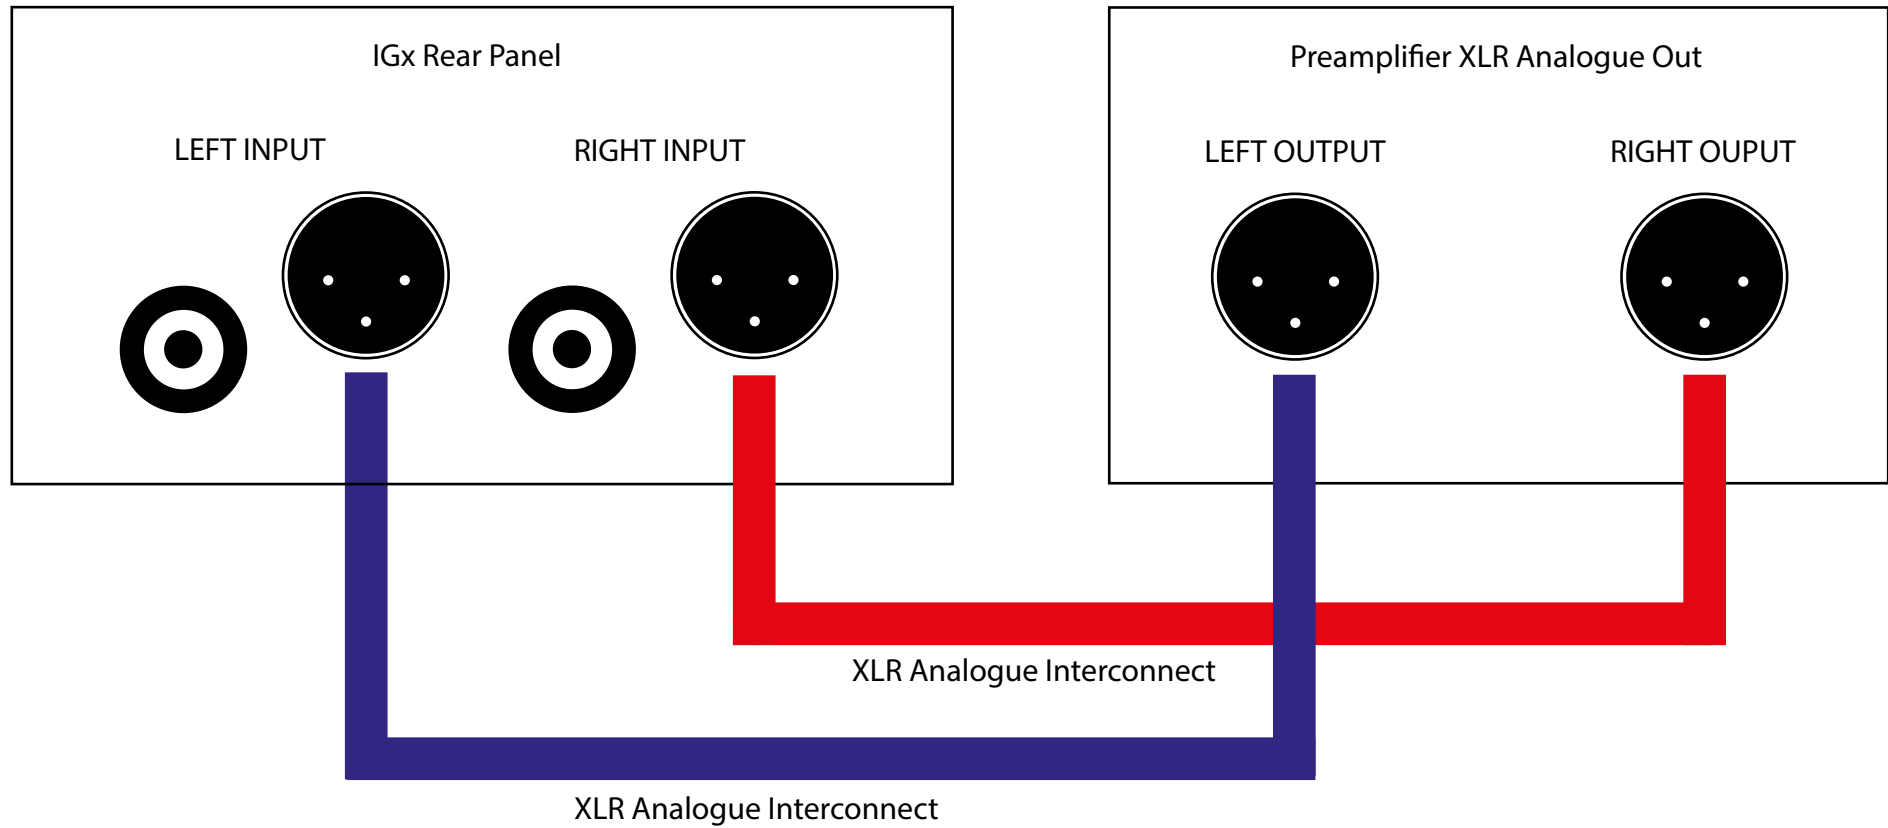 IGx Rear Panel
Preamplifier XLR Analogue Out
LEFT INPUT
RIGHT INPUT
LEFT OUTPUT
RIGHT OUPUT
XLR Analogue Interconnect
XLR Analogue Interconnect